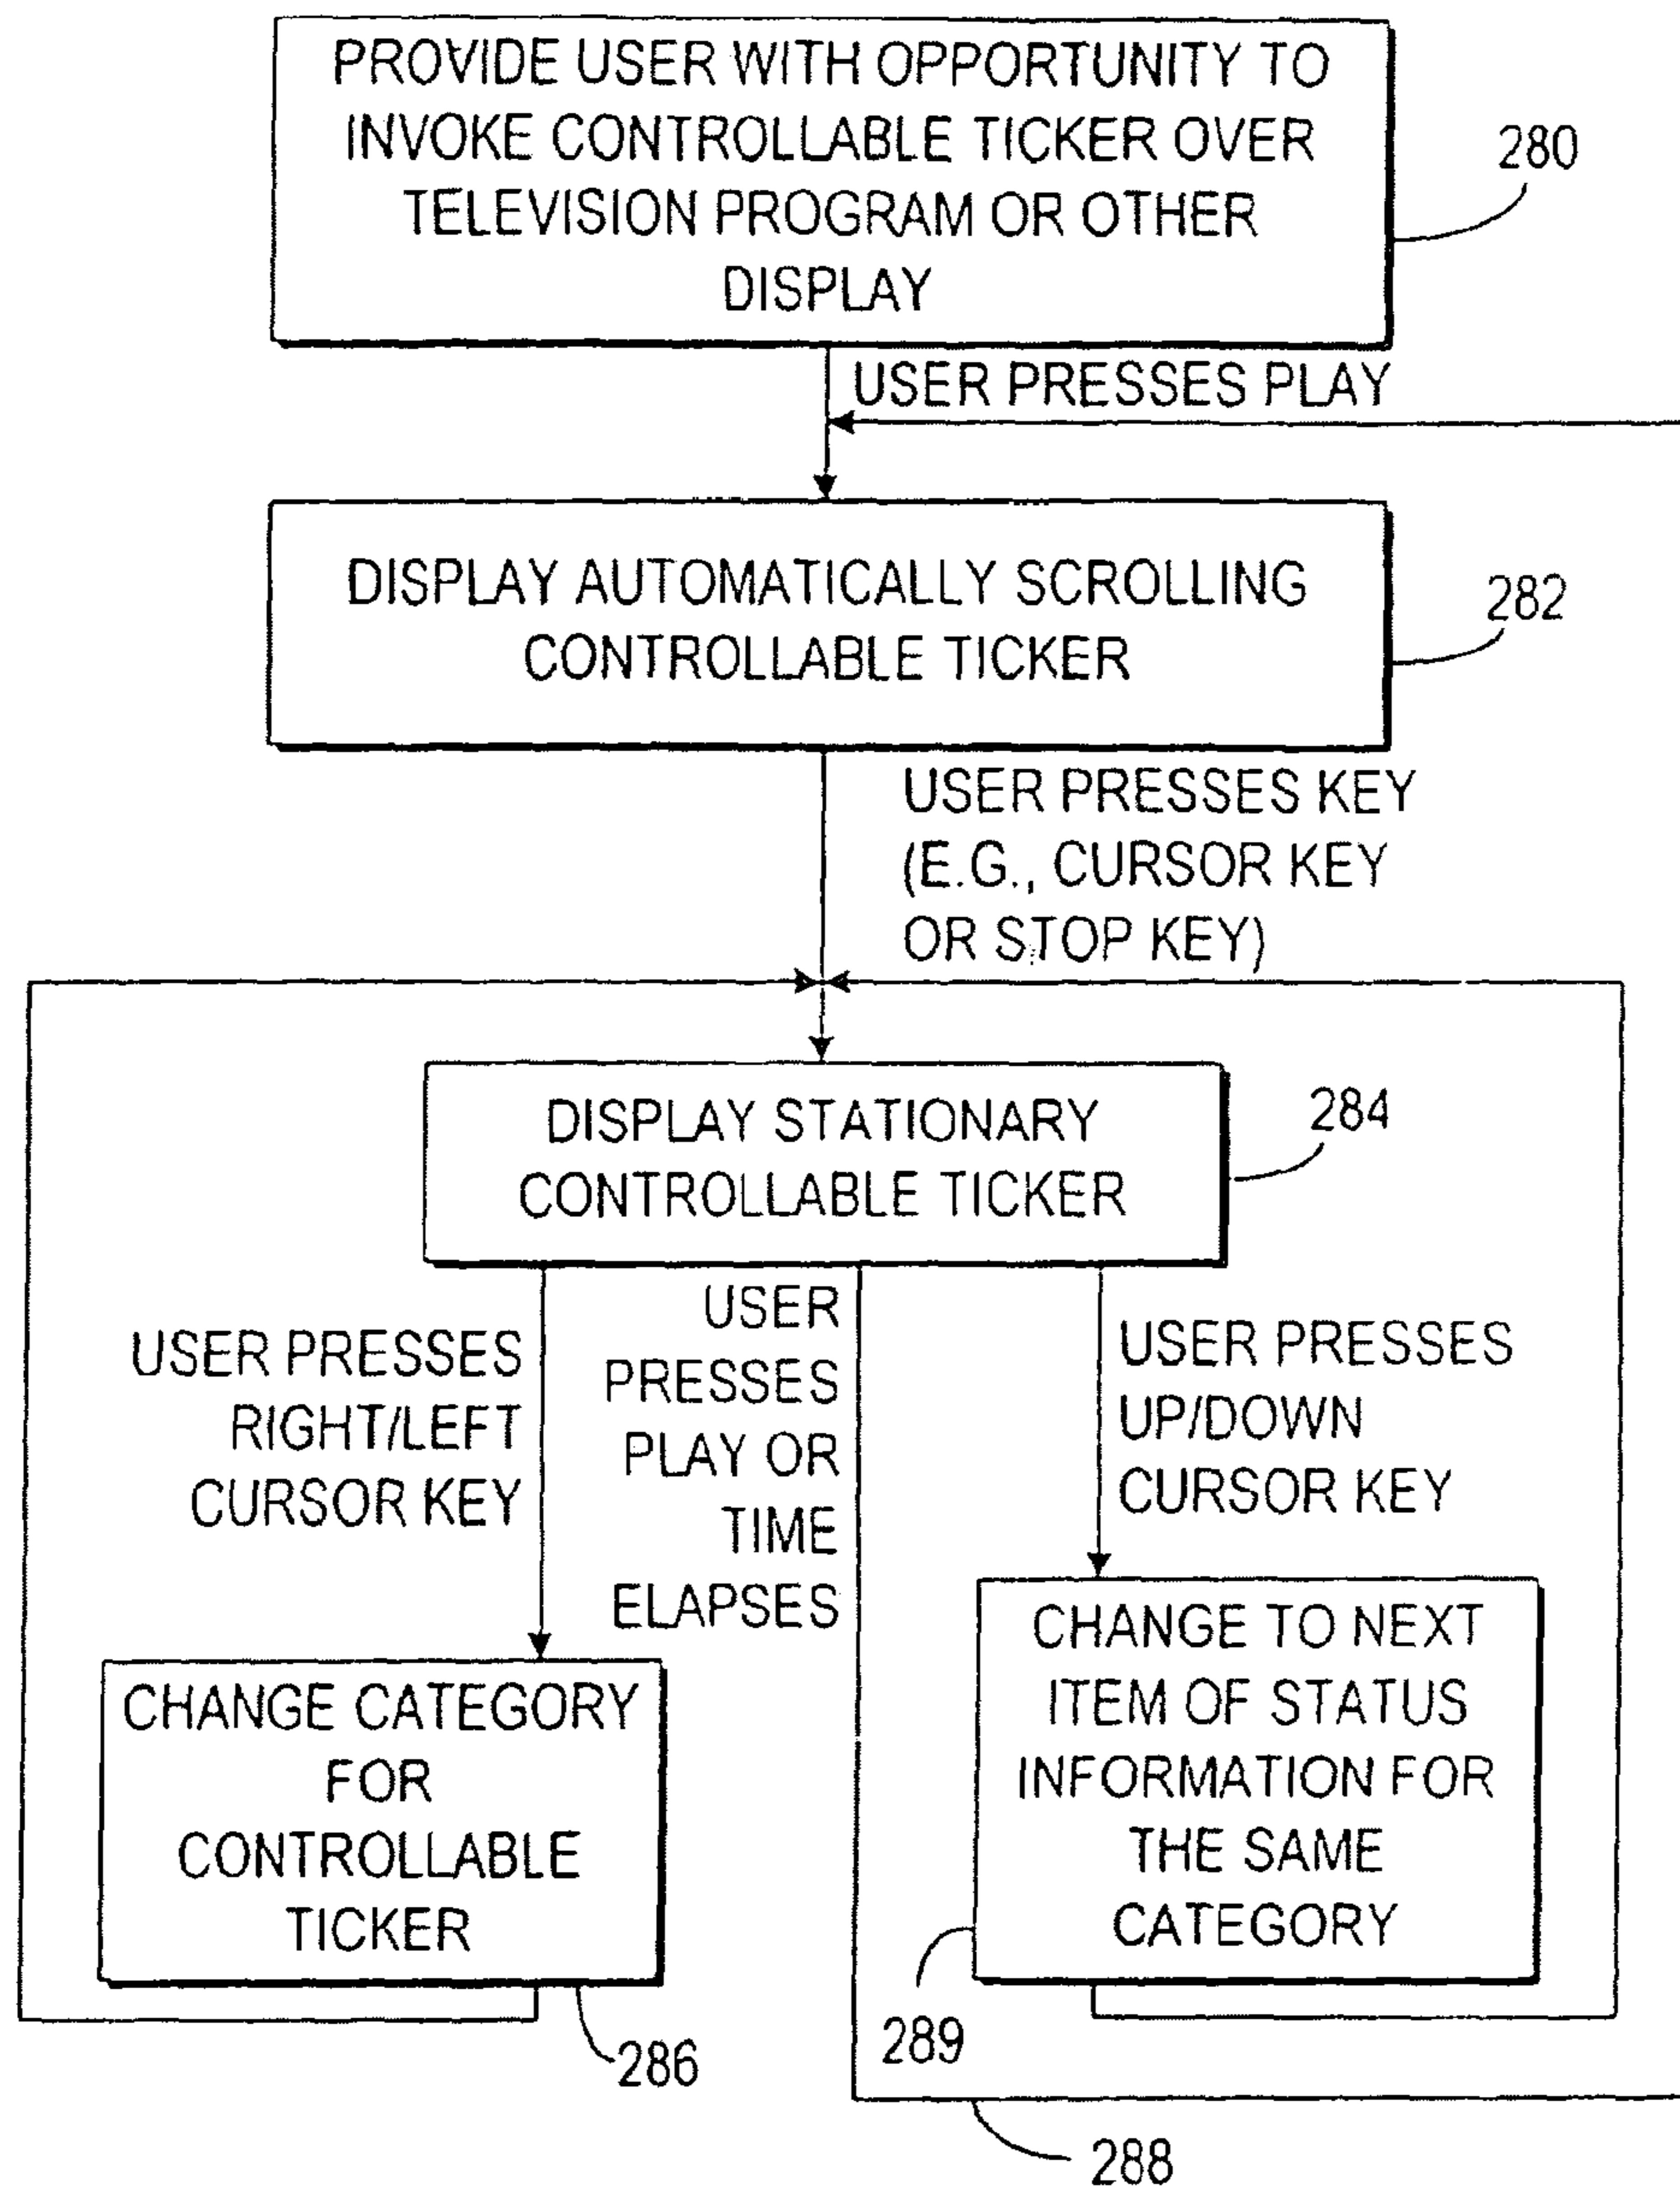 PROVIDE USER WITH OPPORTUNITY TO
INVOKE CONTROLLABLE TICKER OVER
TELEVISION PROGRAM OR OTHER
DISPLAY
280
USER PRESSES PLAY
DISPLAY AUTOMATICALLY SCROLLING
CONTROLLABLE TICKER
282
USER PRESSES KEY
(E.G., CURSOR KEY
OR STOP KEY)
DISPLAY STATIONARY
CONTROLLABLE TICKER
284
USER PRESSES
RIGHT/LEFT
CURSOR KEY
USER
PRESSES
PLAY OR
TIME
ELAPSES
USER PRESSES
UP/DOWN
CURSOR KEY
CHANGE CATEGORY
FOR
CONTROLLABLE
TICKER
286
CHANGE TO NEXT
ITEM OF STATUS
INFORMATION FOR
THE SAME
CATEGORY
289
288